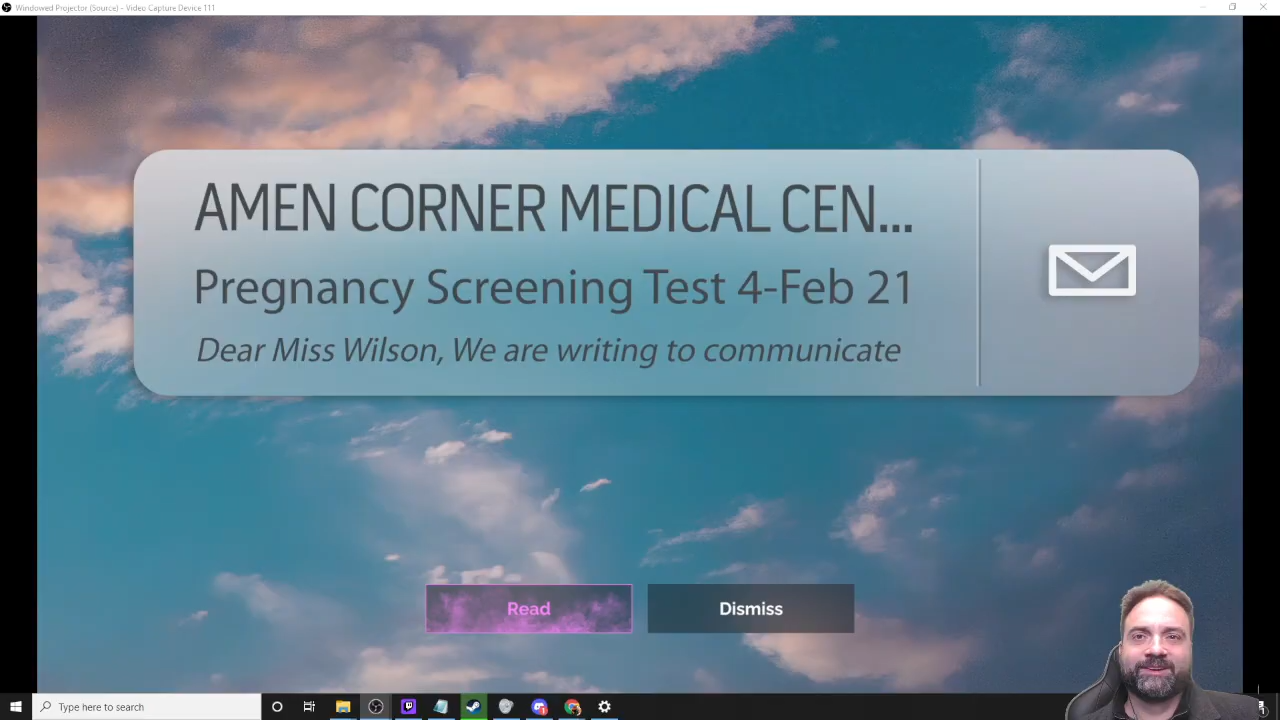 Windowed Projector (Source) - Video Capture Device 111
AMEN CORNER MEDICAL CEN...
Pregnancy Screening Test 4-Feb 21
Dear Miss Wilson, We are writing to communicate
Read
Dismiss
Type here to search